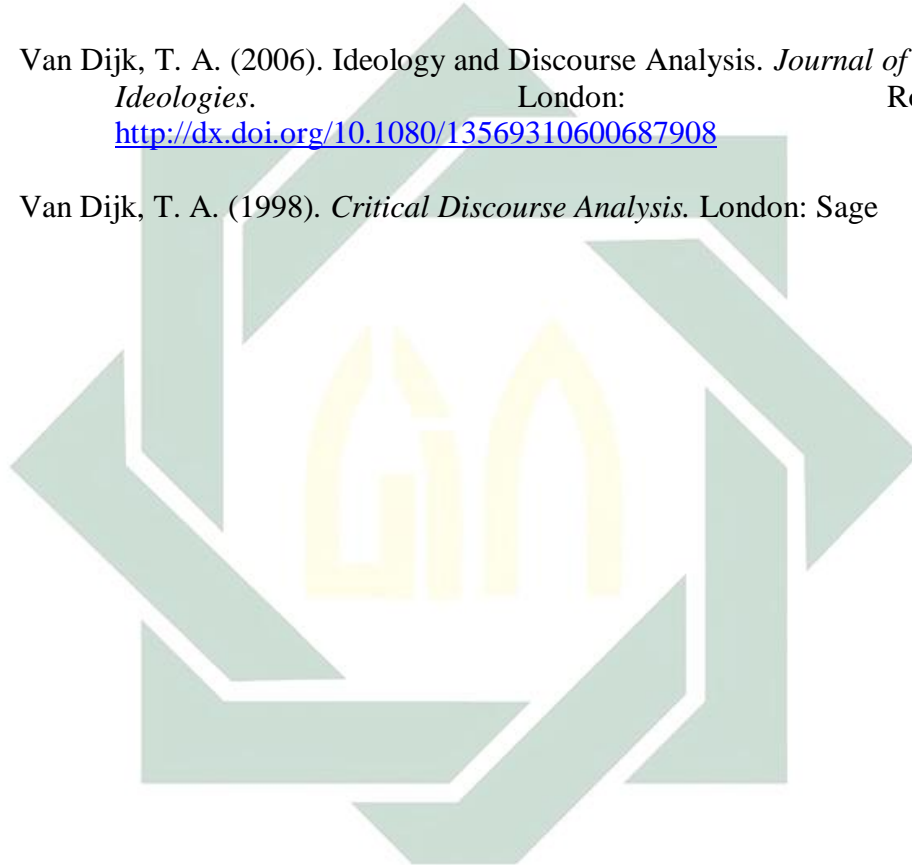 Van Dijk, T. A. (2006). Ideology and Discourse Analysis. Journal of
Ideologies. London:
http://dx.doi.org/10.1080/13569310600687908
Van Dijk, T. A. (1998). Critical Discourse Analysis. London: Sage